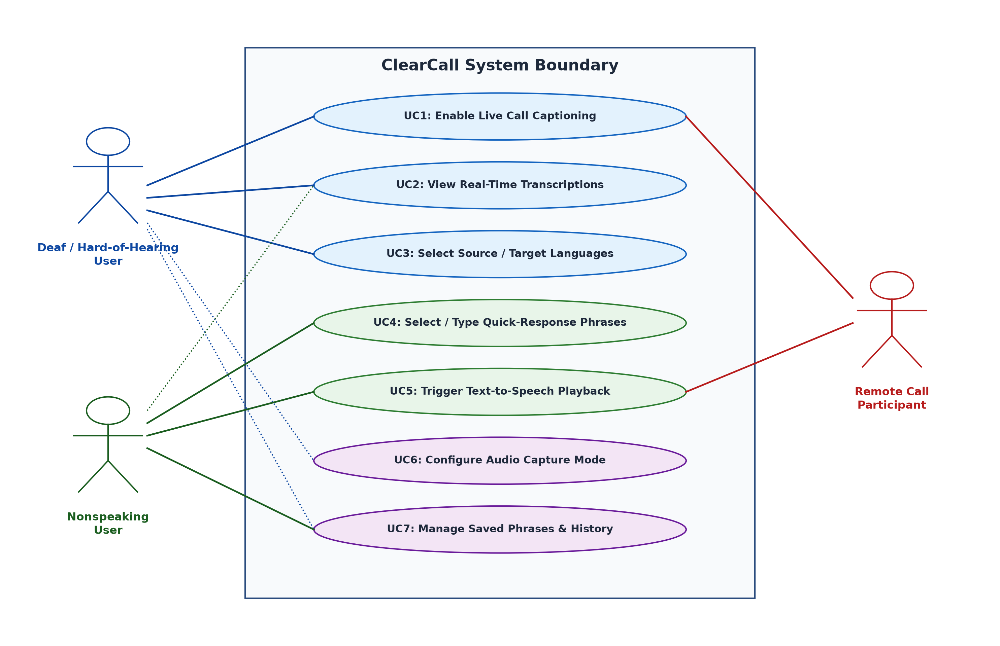 ClearCall System Boundary
UC1: Enable Live Call Captioning
UC2: View Real-Time Transcriptions
Deaf / Hard-of-Hearing
User
UC3: Select Source / Target Languages
UC4: Select / Type Quick-Response Phrases
UC5: Trigger Text-to-Speech Playback
Remote Call
Participant
UC6: Configure Audio Capture Mode
Nonspeaking
User
UC7: Manage Saved Phrases & History